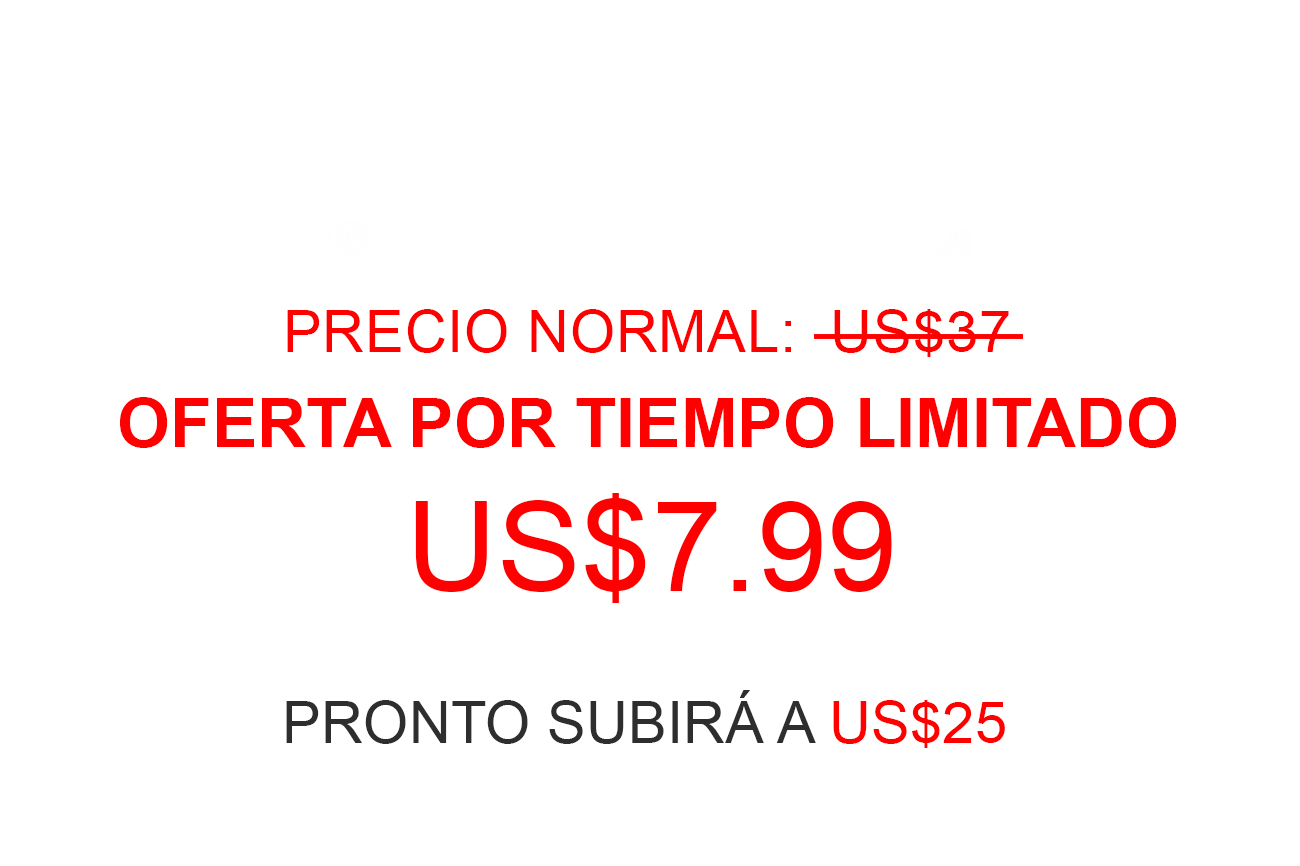 PRECIO NORMAL: US$37
OFERTA POR TIEMPO LIMITADO
US$7.99
PRONTO SUBIRÁ A US$25